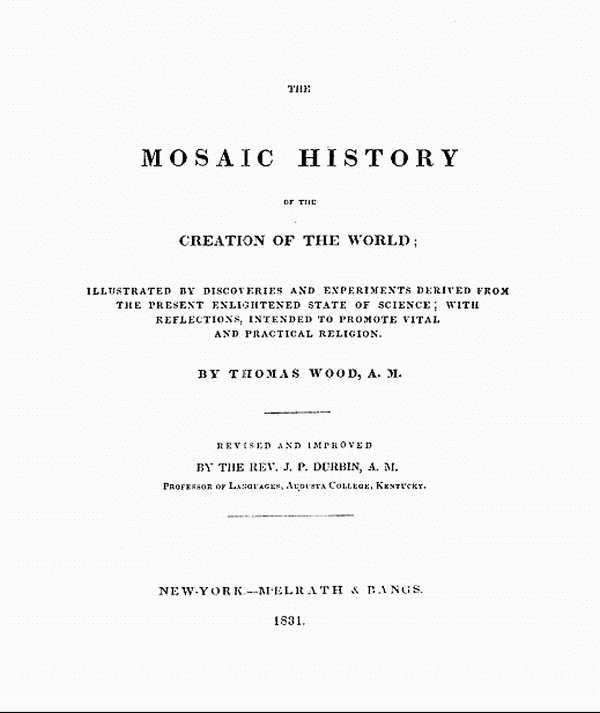 THE
MOSAIC HISTORY
OF THE
CREATION OF THE WORLD;
ILLUSTRATED BY DISCOVERIES AND EXPERIMENTS DERIVED FROM
THE PRESENT ENLIGHTENED STATE OF SCIENCE; WITH
REFLECTIONS, INTENDED TO PROMOTE VITAL
AND PRACTICAL RELIGION.
BY THOMAS WOOD, A. M.
REVISED AND IMPROVED
BY THE REV. J. P. DURBIN, A. M.
PROFESSOR OF LANGUAGES, AUGUSTA COLLEGE, KENTUCKY.
NEW-YORK.—M'ELRATH & BANGS.
1831.